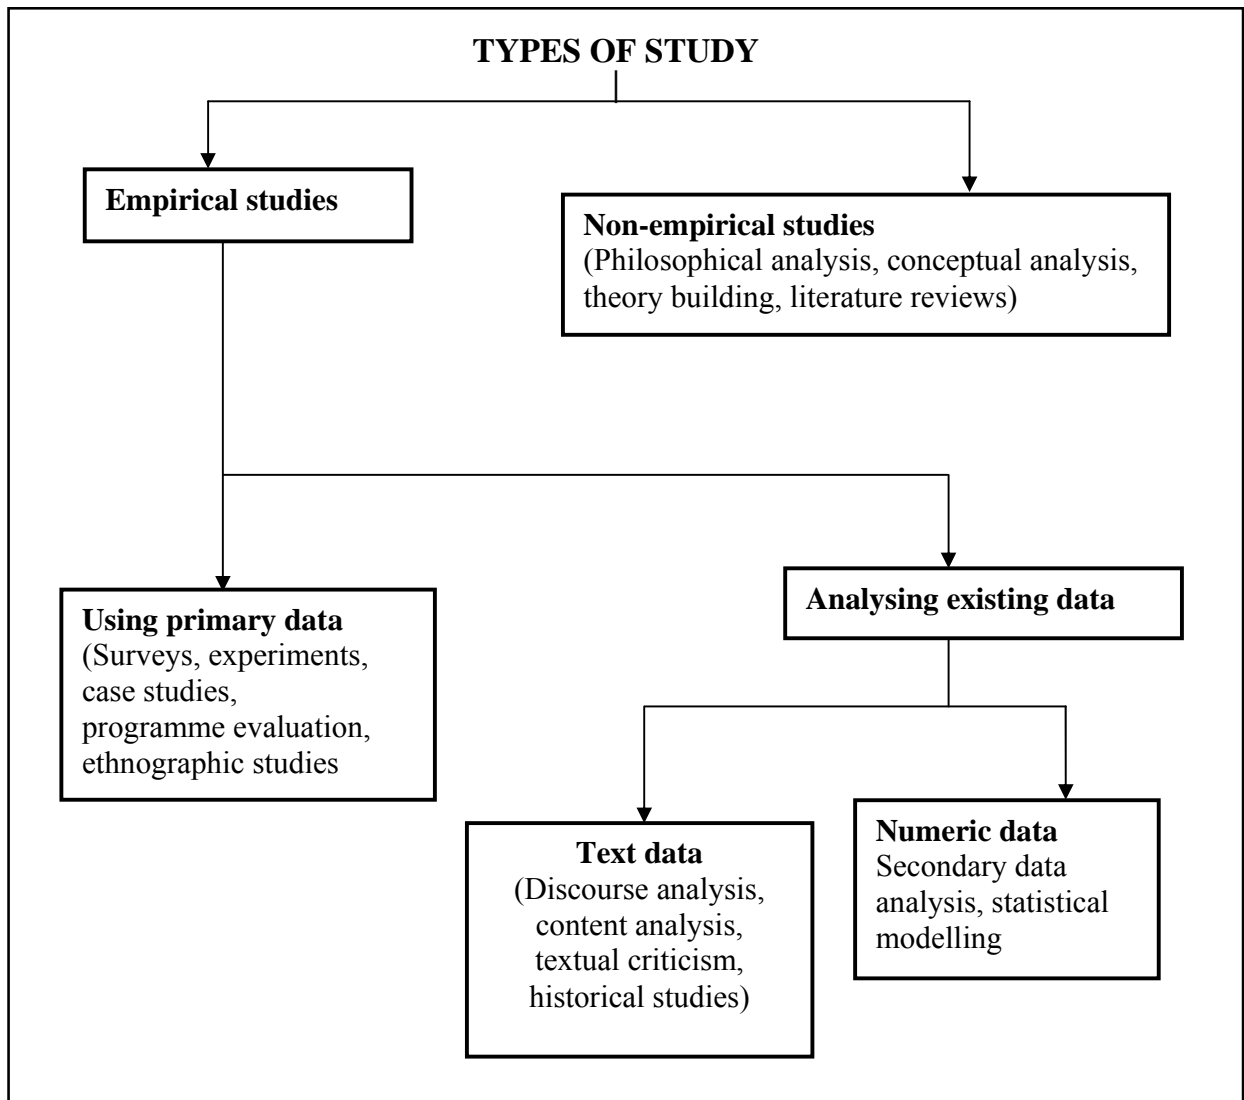 TYPES OF STUDY
Empirical studies
Non-empirical studies
(Philosophical analysis, conceptual analysis,
theory building, literature reviews)
Using primary data
(Surveys, experiments,
case studies,
programme evaluation,
ethnographic studies
Analysing existing data
Text data
(Discourse analysis,
content analysis,
textual criticism,
historical studies)
Numeric data
Secondary data
analysis, statistical
modelling